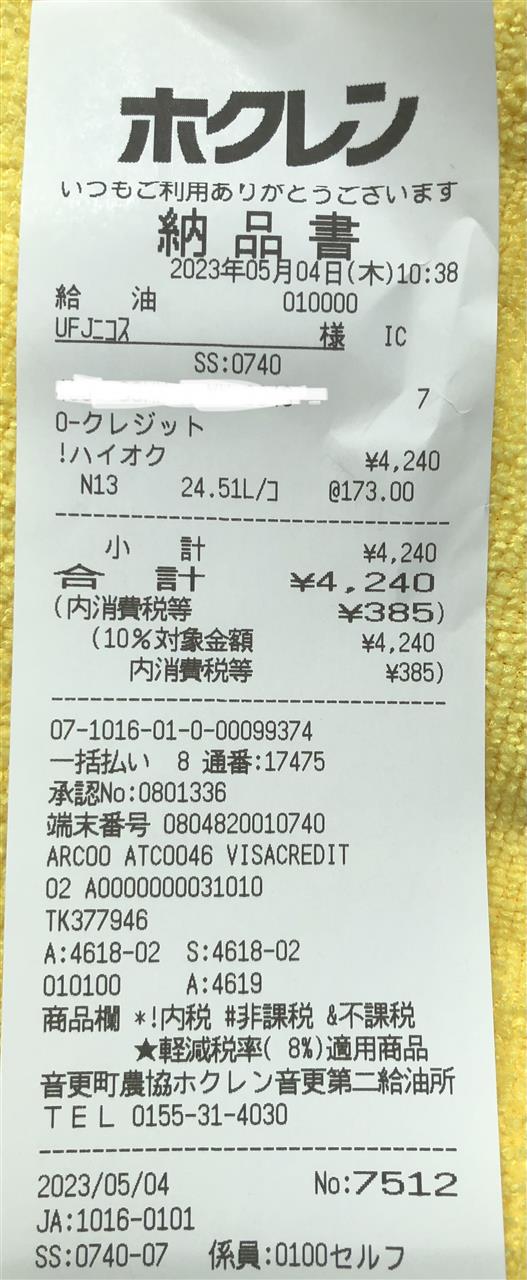 ホクレン
いつもご利用ありがとうございます
納品書
2023年05月04日(木)10:38
給 油 010000
UFJニコス 様 IC
SS:0740
7
0-クレジット
!ハイオク ¥4,240
N13 24.51L/コ @173.00
小 計 ¥4,240
合 計 ¥4,240
(内消費税等 ¥385)
(10%対象金額 ¥4,240
内消費税等 ¥385)
07-1016-01-0-00099374
一括払い 8 通番:17475
承認No:0801336
端末番号 0804820010740
ARC00 ATC0046 VISACREDIT
02 A0000000031010
TK377946
A:4618-02 S:4618-02
010100 A:4619
商品欄 *!内税 #非課税 &不課税
★軽減税率( 8%)適用商品
音更町農協ホクレン音更第二給油所
TEL 0155-31-4030
2023/05/04 No:7512
JA:1016-0101
SS:0740-07 係員:0100セルフ